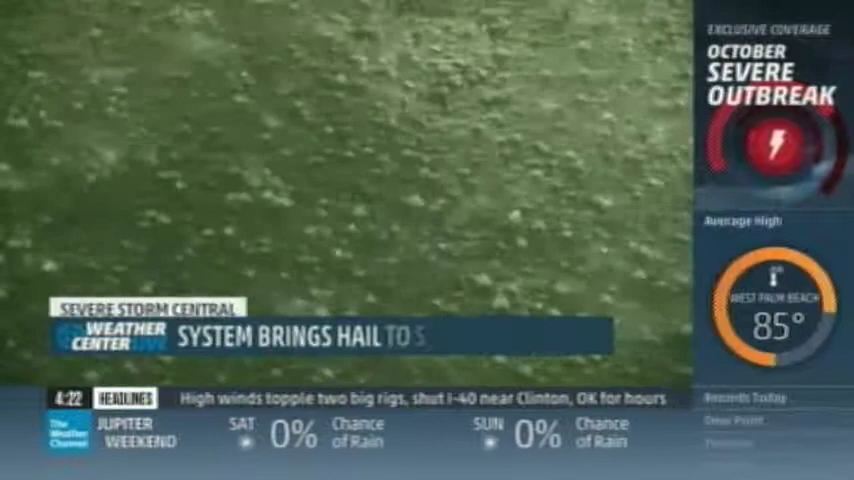 EXCLUSIVE COVERAGE
OCTOBER
SEVERE
OUTBREAK
Average High
WEST PALM BEACH
85°
Records Today
Dew Point
SEVERE STORM CENTRAL
WEATHER
CENTER LIVE
SYSTEM BRINGS HAIL TO S
4:22
HEADLINES
High winds topple two big rigs, shut I-40 near Clinton, OK for hours
The
Weather
Channel
JUPITER
WEEKEND
SAT
0%
Chance
of Rain
SUN
0%
Chance
of Rain